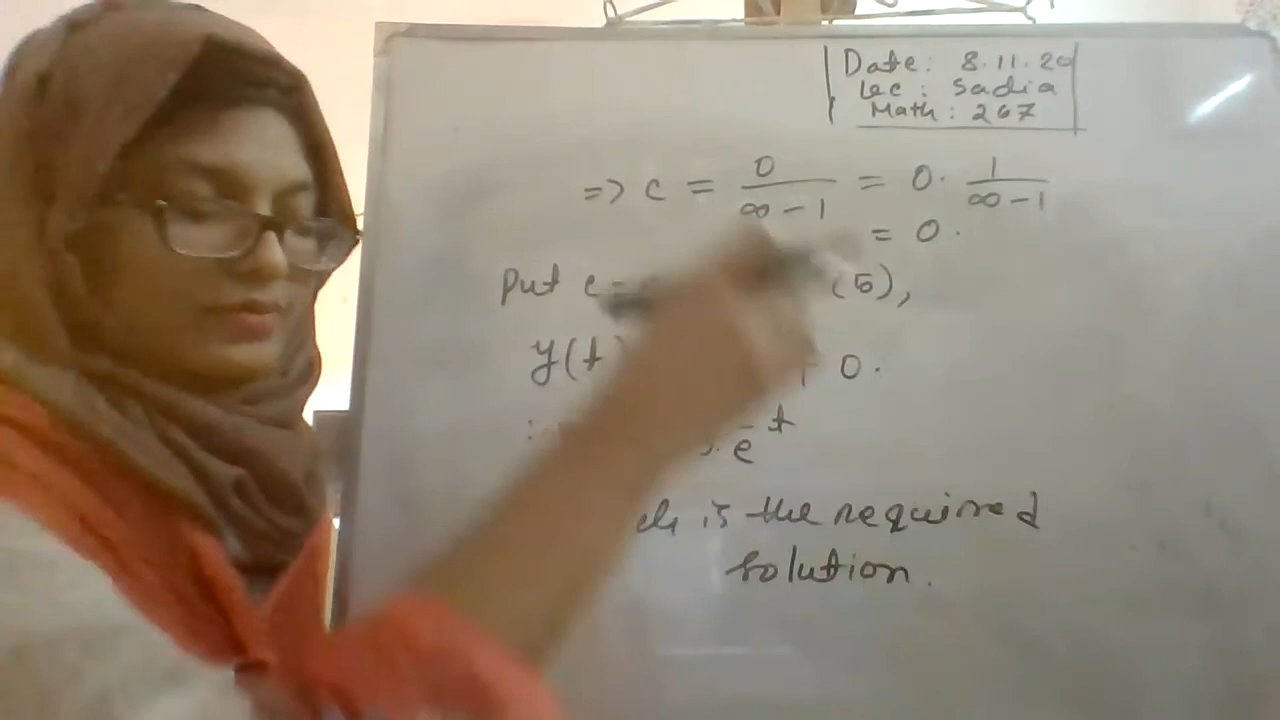 Date: 8.11.20
Lec: Sadia
Math: 267
=> c = 0/(∞-1) = 0. 1/(∞-1)
= 0.
Put c = (5),
y(t) 0.
e^-t
is the required
solution.